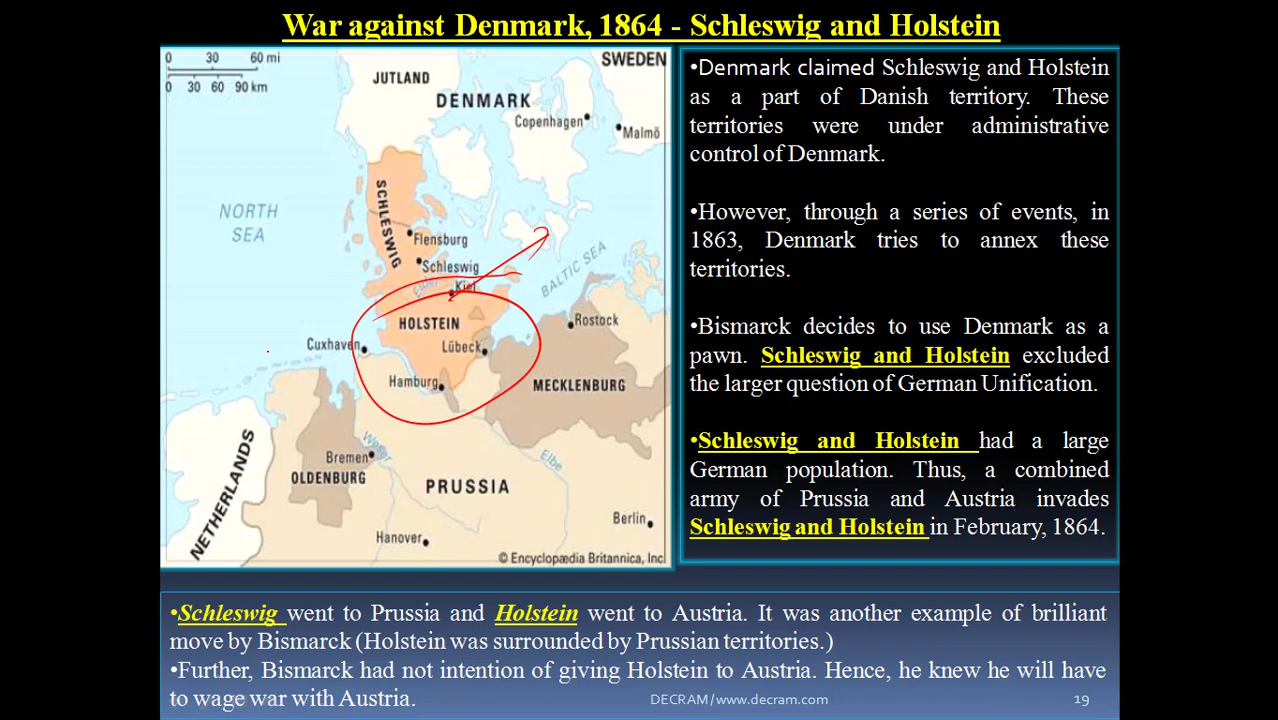 War against Denmark, 1864 - Schleswig and Holstein
0 30 60 mi
0 30 60 90 km
SWEDEN
JUTLAND
DENMARK
Copenhagen
Malmö
SCHLESWIG
NORTH
SEA
Flensburg
Schleswig
BALTIC SEA
Eider
Kiel
HOLSTEIN
Rostock
Cuxhaven
Lübeck
Hamburg
MECKLENBURG
NETHERLANDS
Weser
Bremen
Elbe
OLDENBURG
PRUSSIA
Berlin
Hanover
© Encyclopædia Britannica, Inc.
•Denmark claimed Schleswig and Holstein
as a part of Danish territory. These
territories were under administrative
control of Denmark.
•However, through a series of events, in
1863, Denmark tries to annex these
territories.
•Bismarck decides to use Denmark as a
pawn. Schleswig and Holstein excluded
the larger question of German Unification.
•Schleswig and Holstein had a large
German population. Thus, a combined
army of Prussia and Austria invades
Schleswig and Holstein in February, 1864.
•Schleswig went to Prussia and Holstein went to Austria. It was another example of brilliant
move by Bismarck (Holstein was surrounded by Prussian territories.)
•Further, Bismarck had not intention of giving Holstein to Austria. Hence, he knew he will have
to wage war with Austria.
DECRAM/www.decram.com
19